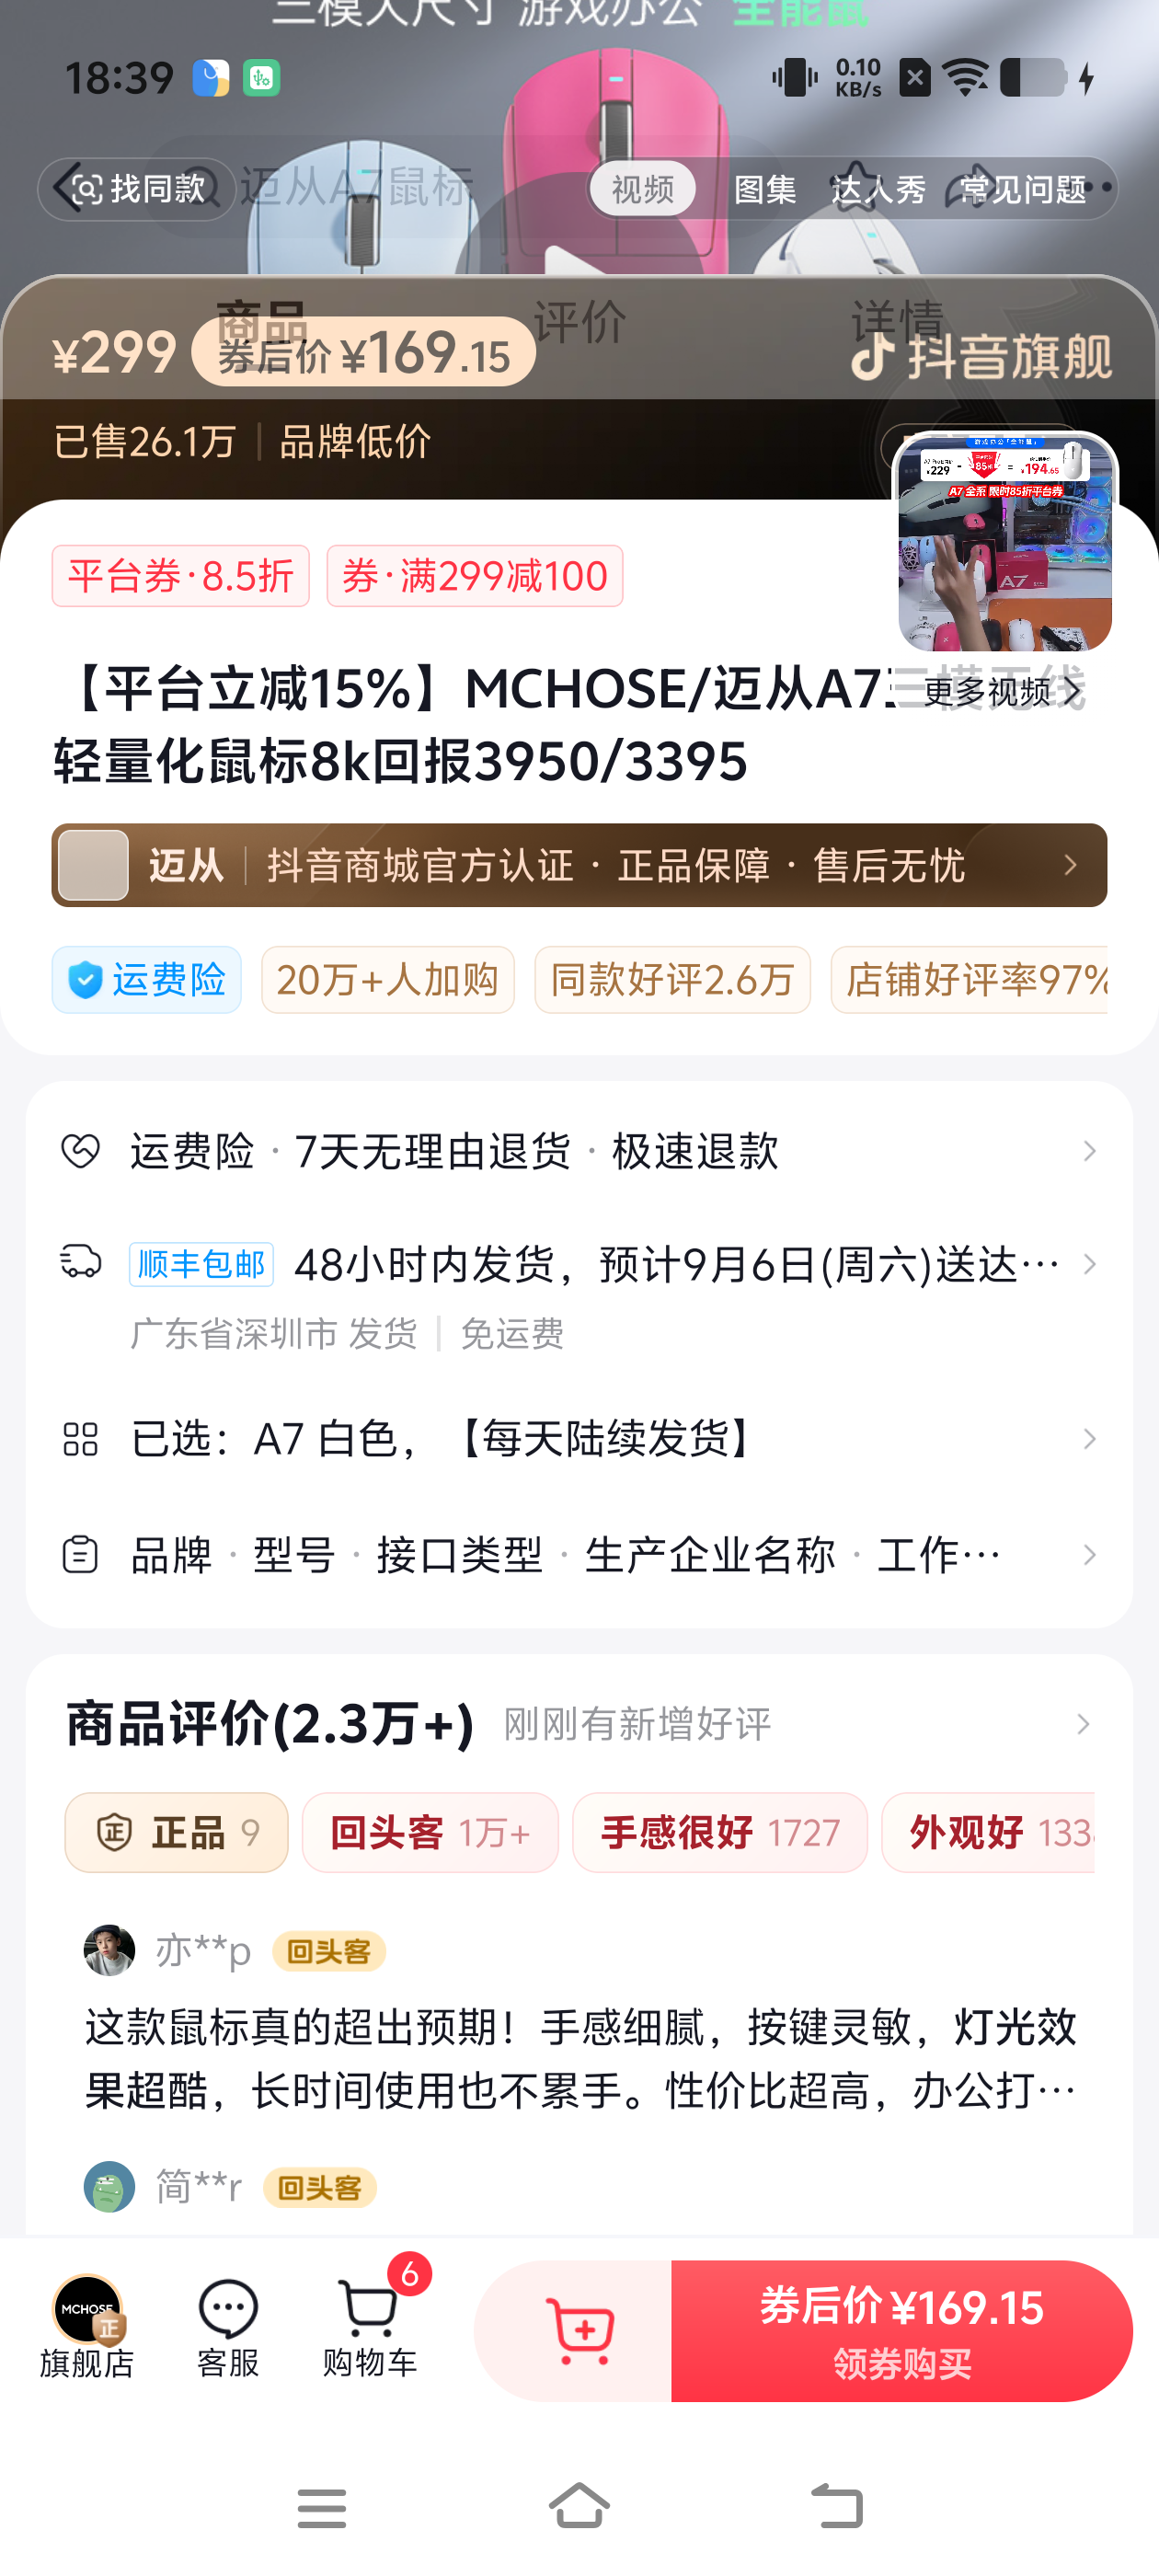 三模大尺寸 游戏办公 全能鼠
18:39
0.10
KB/s
找同款
迈从A7鼠标
视频
图集
达人秀
常见问题
商品
评价
详情
¥299
券后价 ¥169.15
抖音旗舰
已售26.1万
品牌低价
¥229
85折
=
¥194.65
A7 全系 限时85折平台券
A7
平台券·8.5折
券·满299减100
【平台立减15%】MCHOSE/迈从A7三模无线
更多视频
轻量化鼠标8k回报3950/3395
迈从
抖音商城官方认证 · 正品保障 · 售后无忧
运费险
20万+人加购
同款好评2.6万
店铺好评率97%
运费险 · 7天无理由退货 · 极速退款
顺丰包邮
48小时内发货，预计9月6日(周六)送达…
广东省深圳市 发货
免运费
已选：A7 白色，【每天陆续发货】
品牌 · 型号 · 接口类型 · 生产企业名称 · 工作…
商品评价(2.3万+)
刚刚有新增好评
正 正品 9
回头客 1万+
手感很好 1727
外观好 133
亦**p
回头客
这款鼠标真的超出预期！手感细腻，按键灵敏，灯光效
果超酷，长时间使用也不累手。性价比超高，办公打…
简**r
回头客
MCHOSE
正
旗舰店
客服
6
购物车
券后价 ¥169.15
领券购买